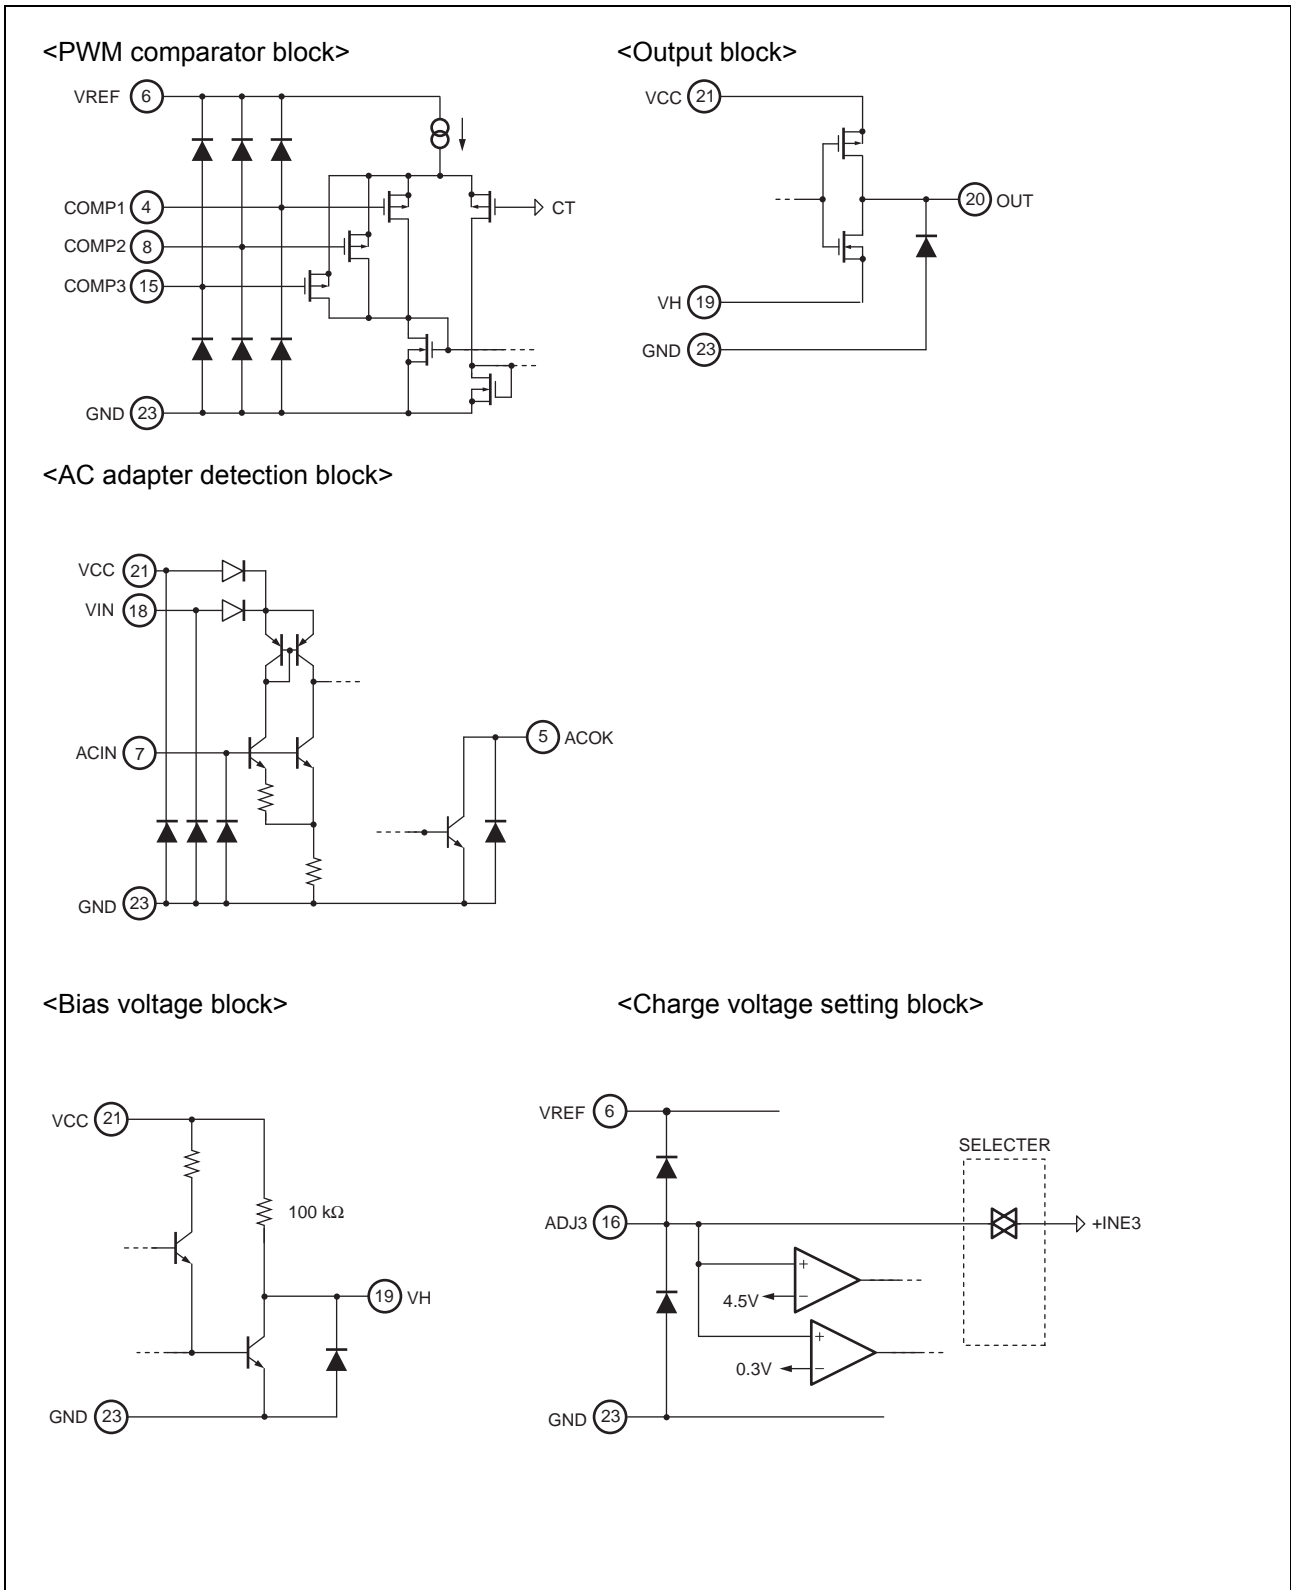 <PWM comparator block>
VREF 6
COMP1 4
CT
COMP2 8
COMP3 15
GND 23
<Output block>
VCC 21
20 OUT
VH 19
GND 23
<AC adapter detection block>
VCC 21
VIN 18
ACIN 7
5 ACOK
GND 23
<Bias voltage block>
VCC 21
100 kΩ
19 VH
GND 23
<Charge voltage setting block>
VREF 6
SELECTER
ADJ3 16
+INE3
+
4.5V
−
+
0.3V
−
GND 23